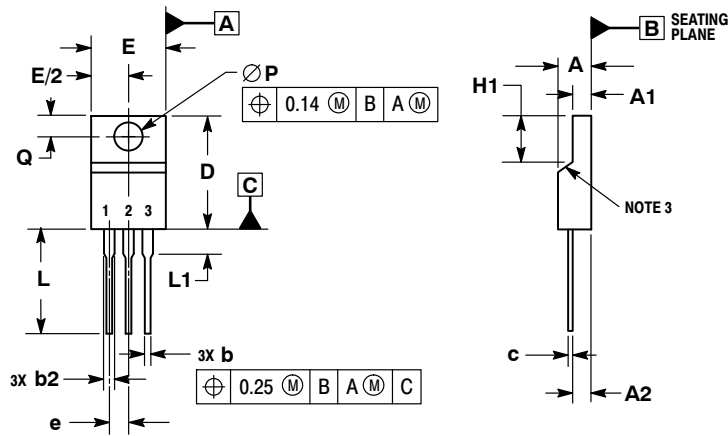 A
E
E/2
∅ P
⌖ 0.14 Ⓜ B A Ⓜ
Q
D
C
1 2 3
L
L1
3X b
3X b2
⌖ 0.25 Ⓜ B A Ⓜ C
e
B SEATING PLANE
A
H1
A1
NOTE 3
c
A2